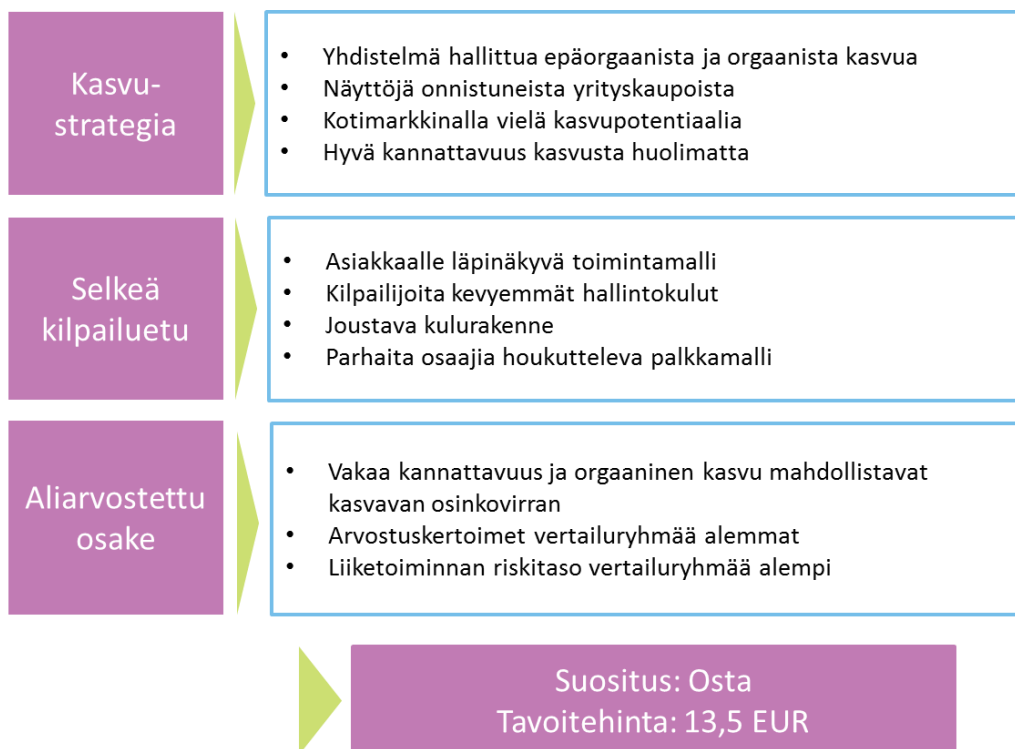 Kasvu-
strategia
• Yhdistelmä hallittua epäorgaanista ja orgaanista kasvua
• Näyttöjä onnistuneista yrityskaupoista
• Kotimarkkinalla vielä kasvupotentiaalia
• Hyvä kannattavuus kasvusta huolimatta
Selkeä
kilpailuetu
• Asiakkaalle läpinäkyvä toimintamalli
• Kilpailijoita kevyemmät hallintokulut
• Joustava kulurakenne
• Parhaita osaajia houkutteleva palkkamalli
Aliarvostettu
osake
• Vakaa kannattavuus ja orgaaninen kasvu mahdollistavat
kasvavan osinkovirran
• Arvostuskertoimet vertailuryhmää alemmat
• Liiketoiminnan riskitaso vertailuryhmää alempi
Suositus: Osta
Tavoitehinta: 13,5 EUR